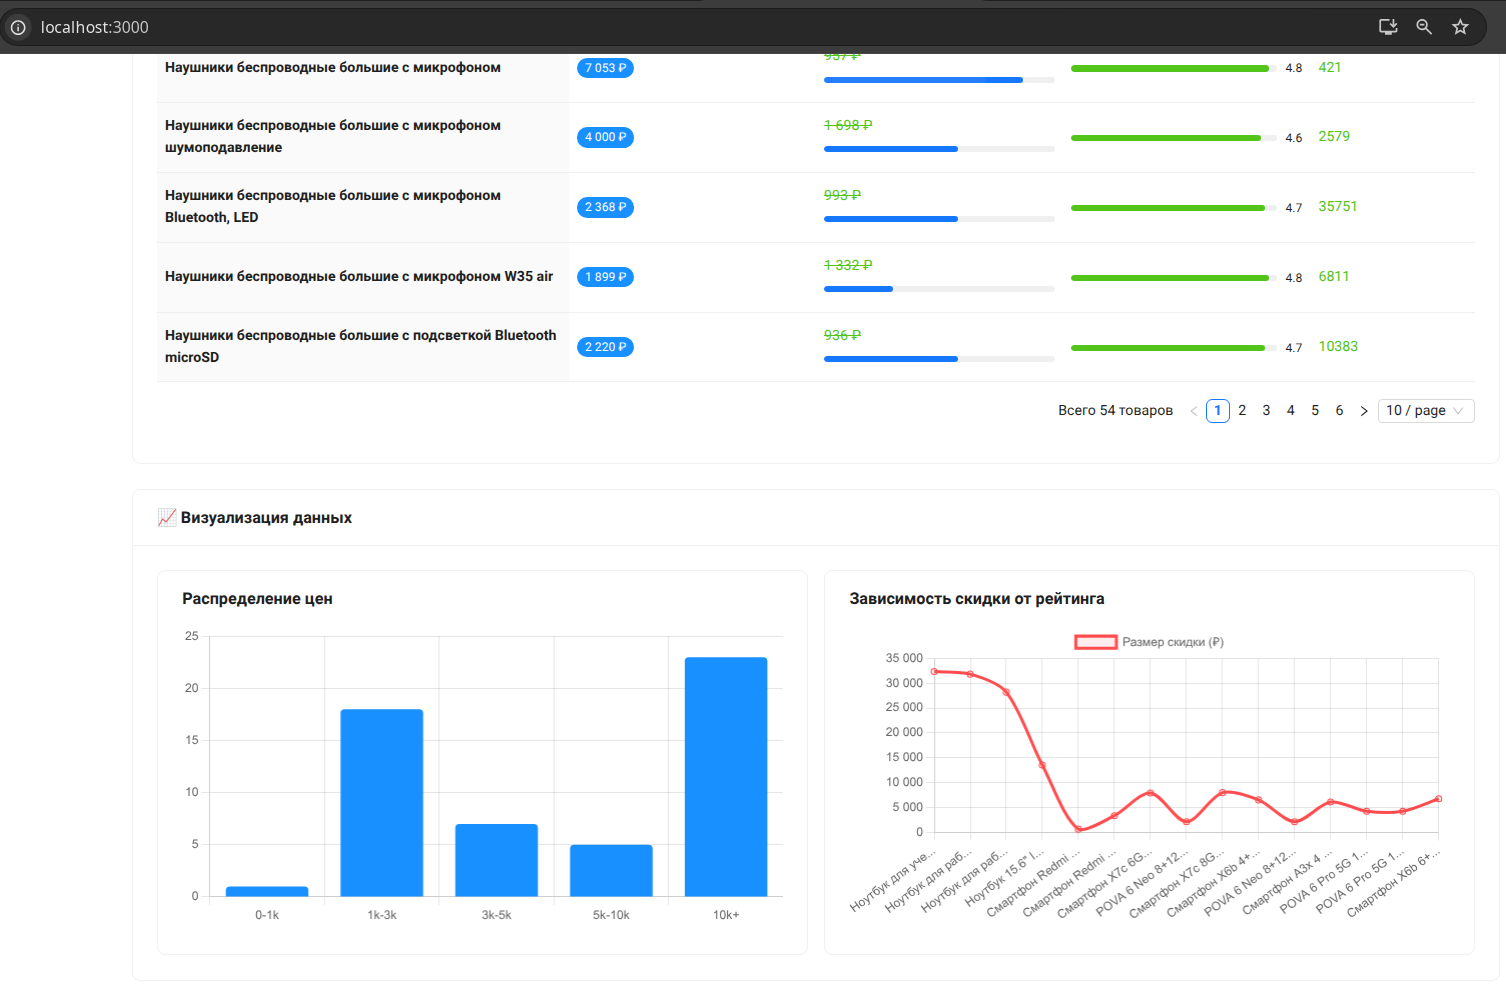 localhost:3000
Наушники беспроводные большие с микрофоном
7 053 ₽
957 ₽
4.8
421
Наушники беспроводные большие с микрофоном
шумоподавление
4 000 ₽
1 698 ₽
4.6
2579
Наушники беспроводные большие с микрофоном
Bluetooth, LED
2 368 ₽
993 ₽
4.7
35751
Наушники беспроводные большие с микрофоном W35 air
1 899 ₽
1 332 ₽
4.8
6811
Наушники беспроводные большие с подсветкой Bluetooth
microSD
2 220 ₽
936 ₽
4.7
10383
Всего 54 товаров < 1 2 3 4 5 6 > 10 / page
📈 Визуализация данных
Распределение цен
25
20
15
10
5
0
0-1k 1k-3k 3k-5k 5k-10k 10k+
Зависимость скидки от рейтинга
Размер скидки (₽)
35 000
30 000
25 000
20 000
15 000
10 000
5 000
0
Ноутбук для уче...
Ноутбук для раб...
Ноутбук для раб...
Ноутбук 15.6" I...
Смартфон Redmi ...
Смартфон Redmi ...
Смартфон X7c 6G...
POVA 6 Neo 8+12...
Смартфон X7c 8G...
Смартфон X6b 4+...
POVA 6 Neo 8+12...
Смартфон A3x 4 ...
POVA 6 Pro 5G 1...
POVA 6 Pro 5G 1...
Смартфон X6b 6+...